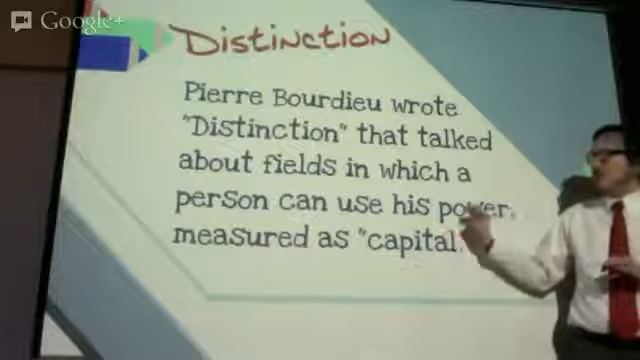 Google+
Distinction
Pierre Bourdieu wrote
"Distinction" that talked
about fields in which a
person can use his power,
measured as "capital.